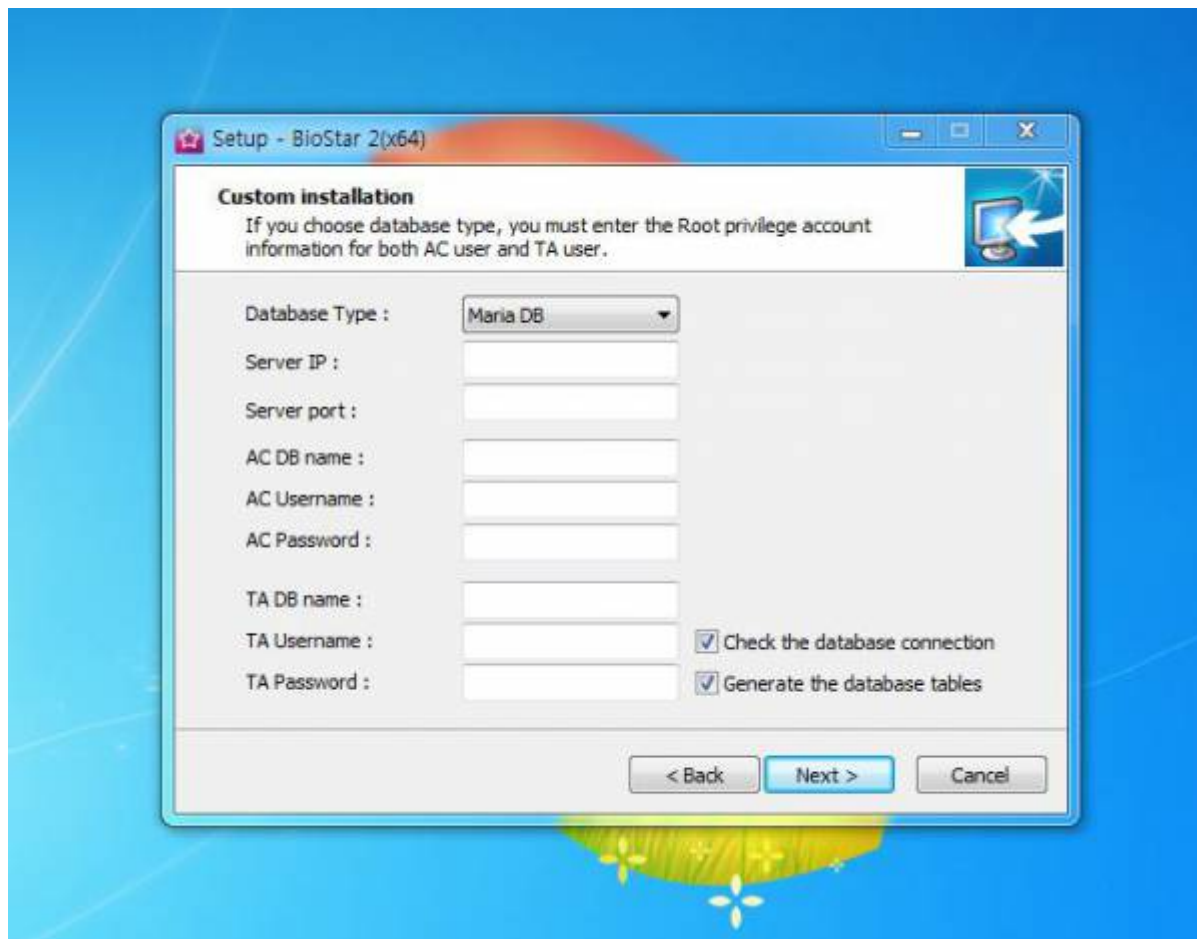 Setup - BioStar 2(x64)
Custom installation
If you choose database type, you must enter the Root privilege account
information for both AC user and TA user.
Database Type : Maria DB
Server IP :
Server port :
AC DB name :
AC Username :
AC Password :
TA DB name :
TA Username : Check the database connection
TA Password : Generate the database tables
< Back Next > Cancel